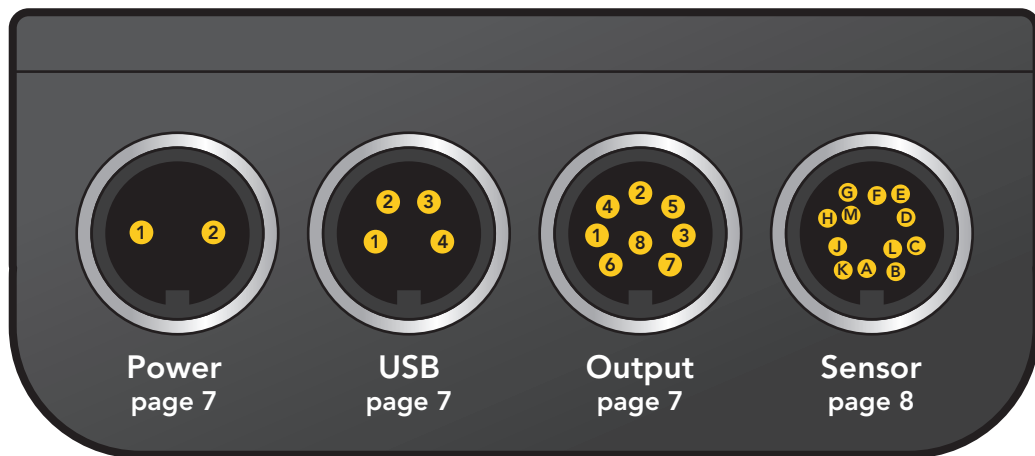 1 2
2 3
1 4
2
4 5
1 8 3
6 7
G F E
H M D
J L C
K A B
Power
page 7
USB
page 7
Output
page 7
Sensor
page 8